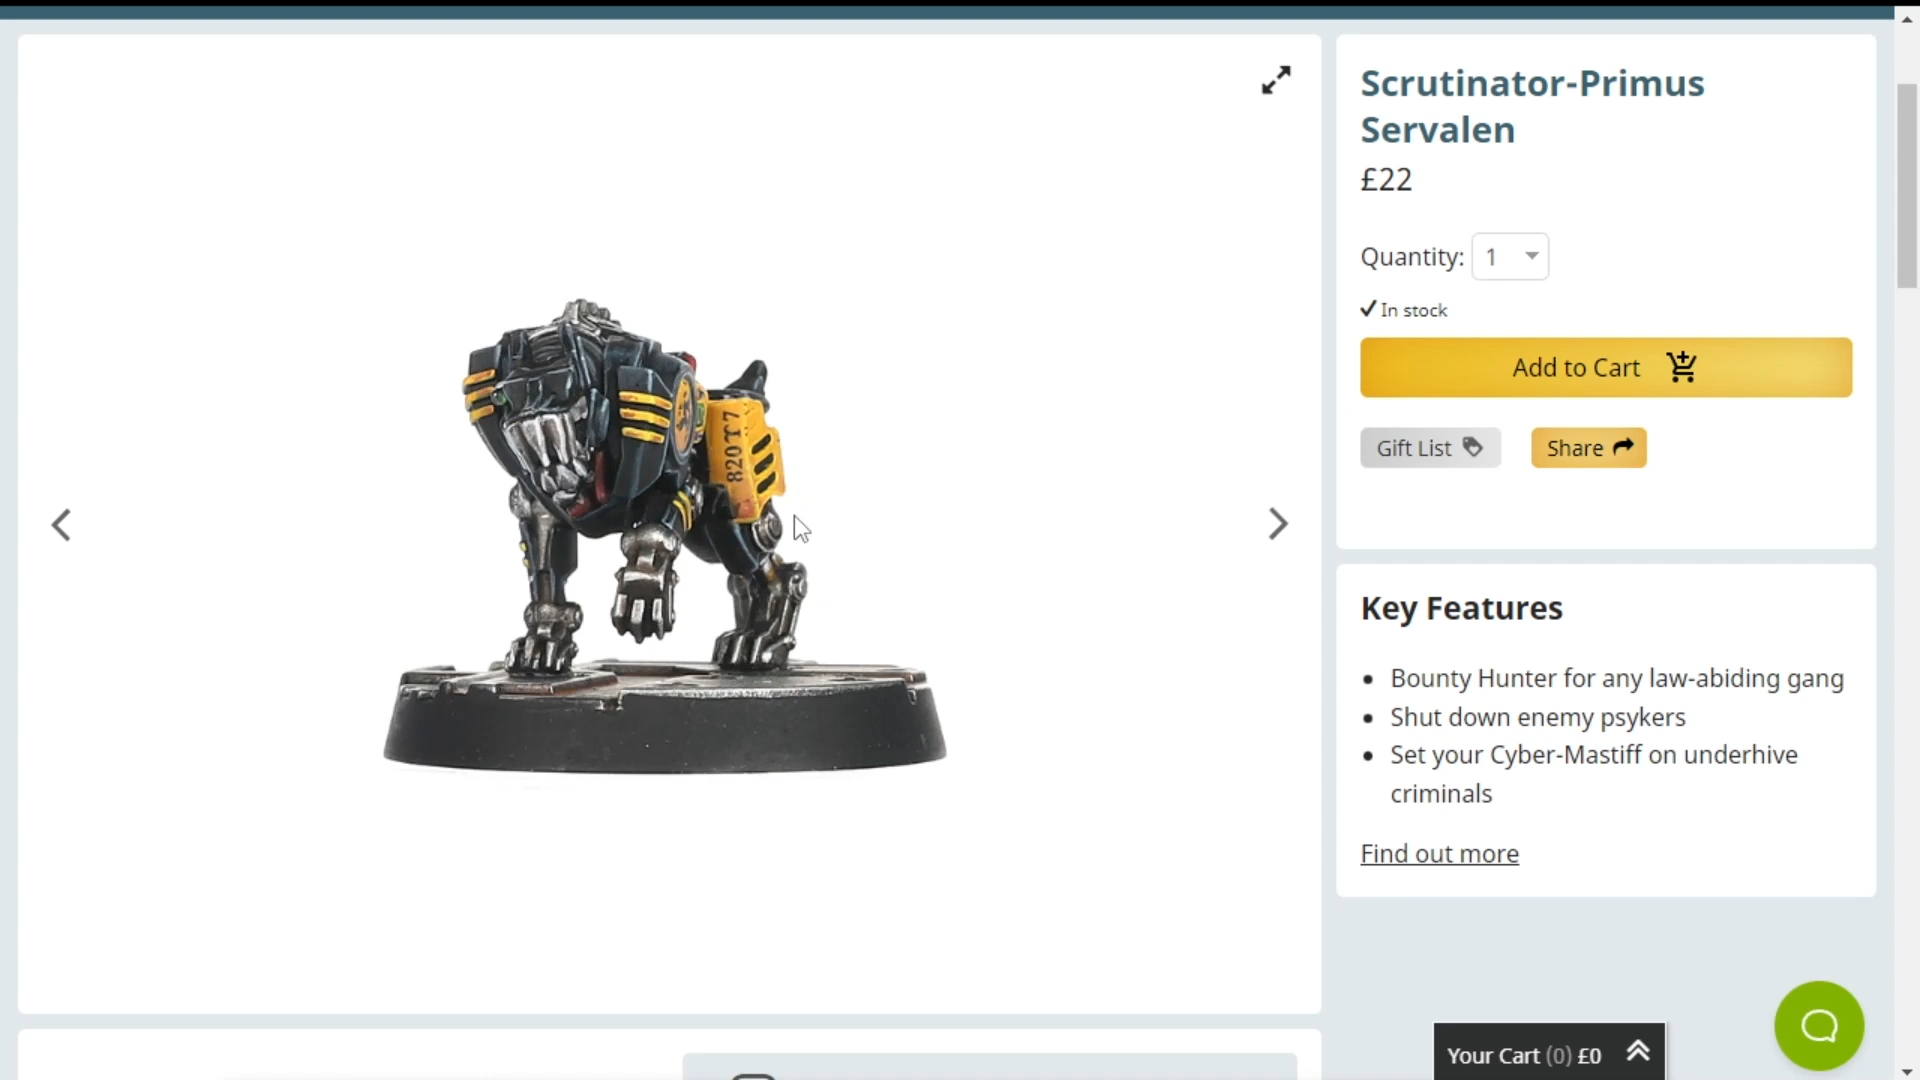 820T7
Scrutinator-Primus
Servalen
£22
Quantity: 1
In stock
Add to Cart
Gift List
Share
Key Features
Bounty Hunter for any law-abiding gang
Shut down enemy psykers
Set your Cyber-Mastiff on underhive
criminals
Find out more
Your Cart (0) £0